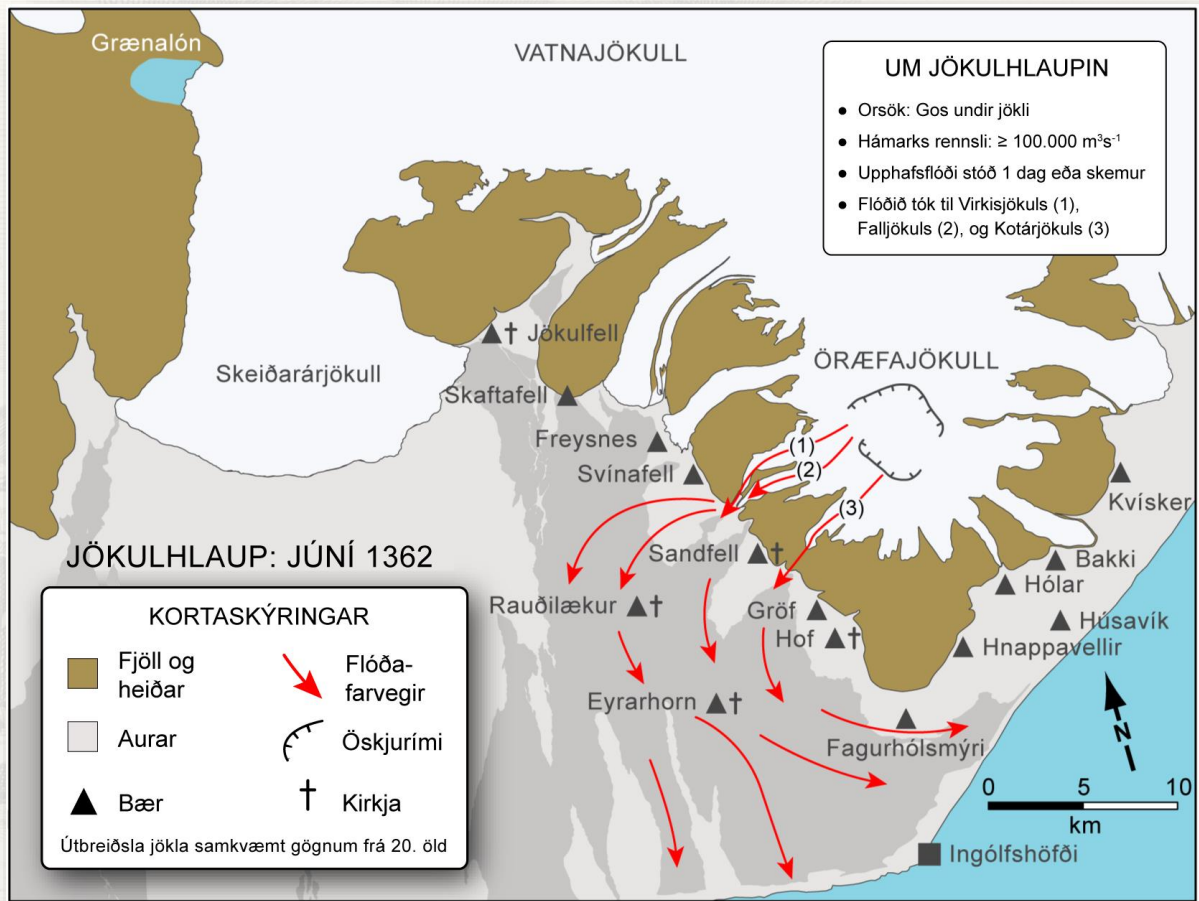 Grænalón
VATNAJÖKULL
UM JÖKULHLAUPIN
● Orsök: Gos undir jökli
● Hámarks rennsli: ≥ 100.000 m³s⁻¹
● Upphafsflóði stóð 1 dag eða skemur
● Flóðið tók til Virkisjökuls (1),
Falljökuls (2), og Kotárjökuls (3)
Jökulfell
Skeiðarárjökull
ÖRÆFAJÖKULL
Skaftafell
Freysnes
(1)
Svínafell
(2)
Kvísker
(3)
JÖKULHLAUP: JÚNÍ 1362
Sandfell
Bakki
Hólar
Rauðilækur
Gröf
Húsavík
Hof
Hnappavellir
Eyrarhorn
Fagurhólsmýri
N
KORTASKÝRINGAR
Fjöll og
heiðar
Flóða-
farvegir
Aurar
Öskjurími
Bær
Kirkja
Útbreiðsla jökla samkvæmt gögnum frá 20. öld
0 5 10
km
Ingólfshöfði